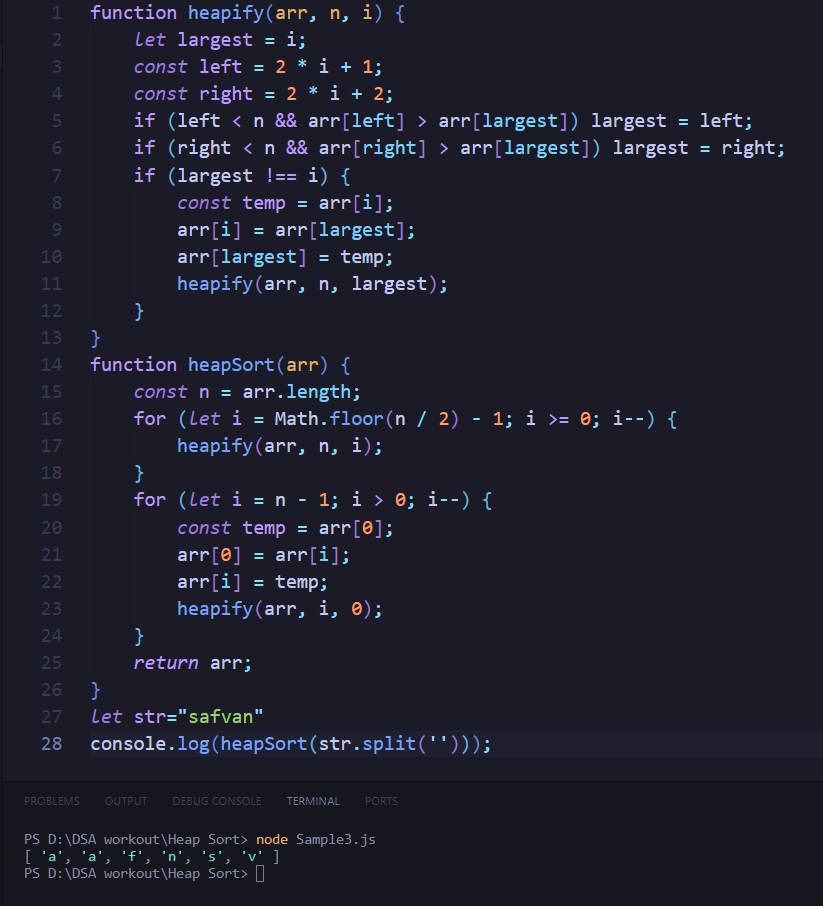 1 function heapify(arr, n, i) {
2     let largest = i;
3     const left = 2 * i + 1;
4     const right = 2 * i + 2;
5     if (left < n && arr[left] > arr[largest]) largest = left;
6     if (right < n && arr[right] > arr[largest]) largest = right;
7     if (largest !== i) {
8         const temp = arr[i];
9         arr[i] = arr[largest];
10         arr[largest] = temp;
11         heapify(arr, n, largest);
12     }
13 }
14 function heapSort(arr) {
15     const n = arr.length;
16     for (let i = Math.floor(n / 2) - 1; i >= 0; i--) {
17         heapify(arr, n, i);
18     }
19     for (let i = n - 1; i > 0; i--) {
20         const temp = arr[0];
21         arr[0] = arr[i];
22         arr[i] = temp;
23         heapify(arr, i, 0);
24     }
25     return arr;
26 }
27 let str="safvan"
28 console.log(heapSort(str.split('')));
PROBLEMS OUTPUT DEBUG CONSOLE TERMINAL PORTS
PS D:\DSA workout\Heap Sort> node Sample3.js
[ 'a', 'a', 'f', 'n', 's', 'v' ]
PS D:\DSA workout\Heap Sort>